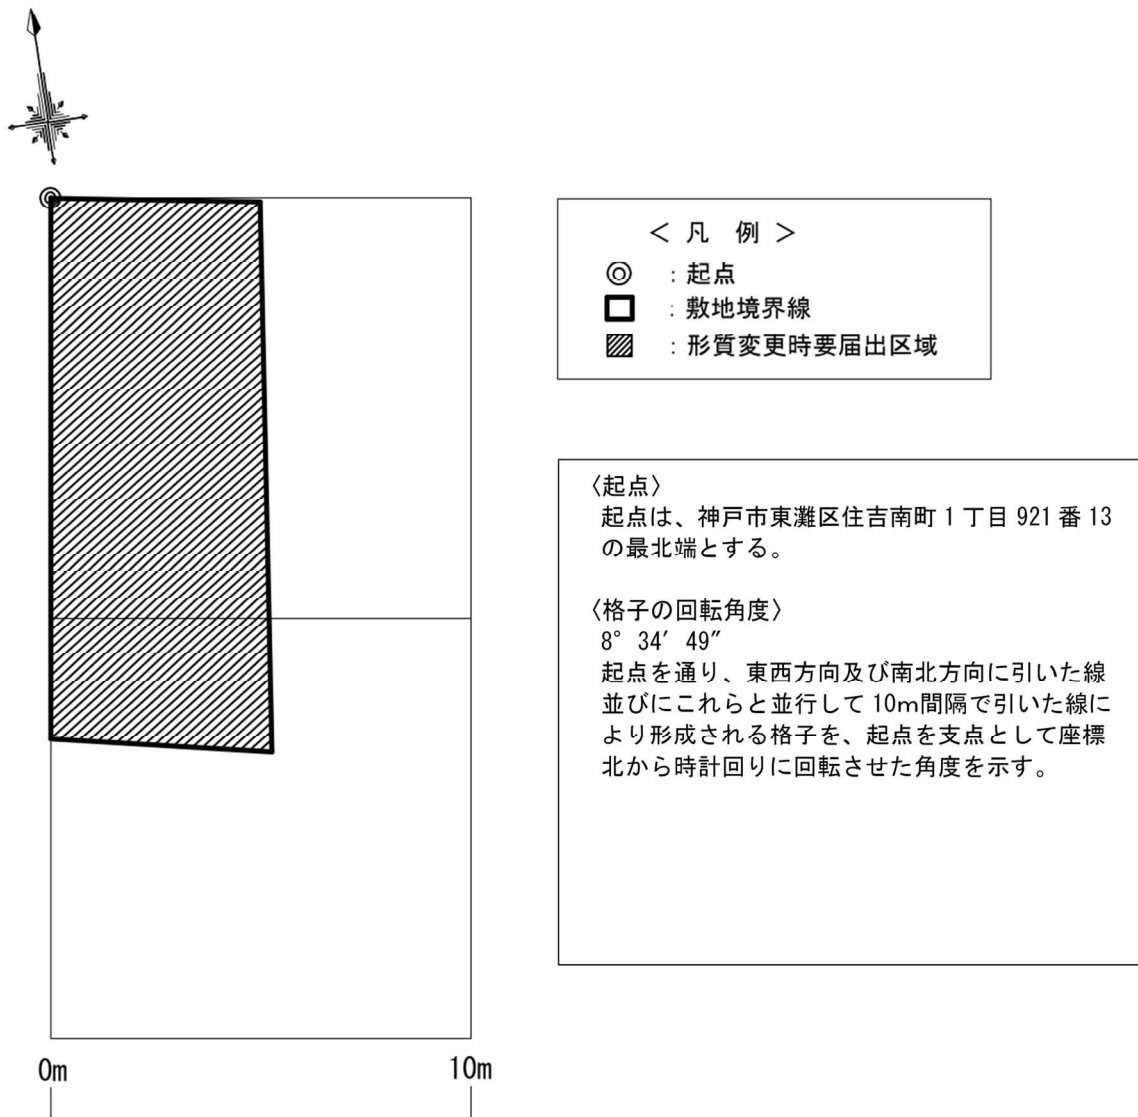 ＜ 凡　例 ＞
◎ ：起点
：敷地境界線
：形質変更時要届出区域
〈起点〉
起点は、神戸市東灘区住吉南町 1 丁目 921 番 13
の最北端とする。
〈格子の回転角度〉
8° 34′ 49″
起点を通り、東西方向及び南北方向に引いた線
並びにこれらと並行して 10m間隔で引いた線に
より形成される格子を、起点を支点として座標
北から時計回りに回転させた角度を示す。
0m
10m